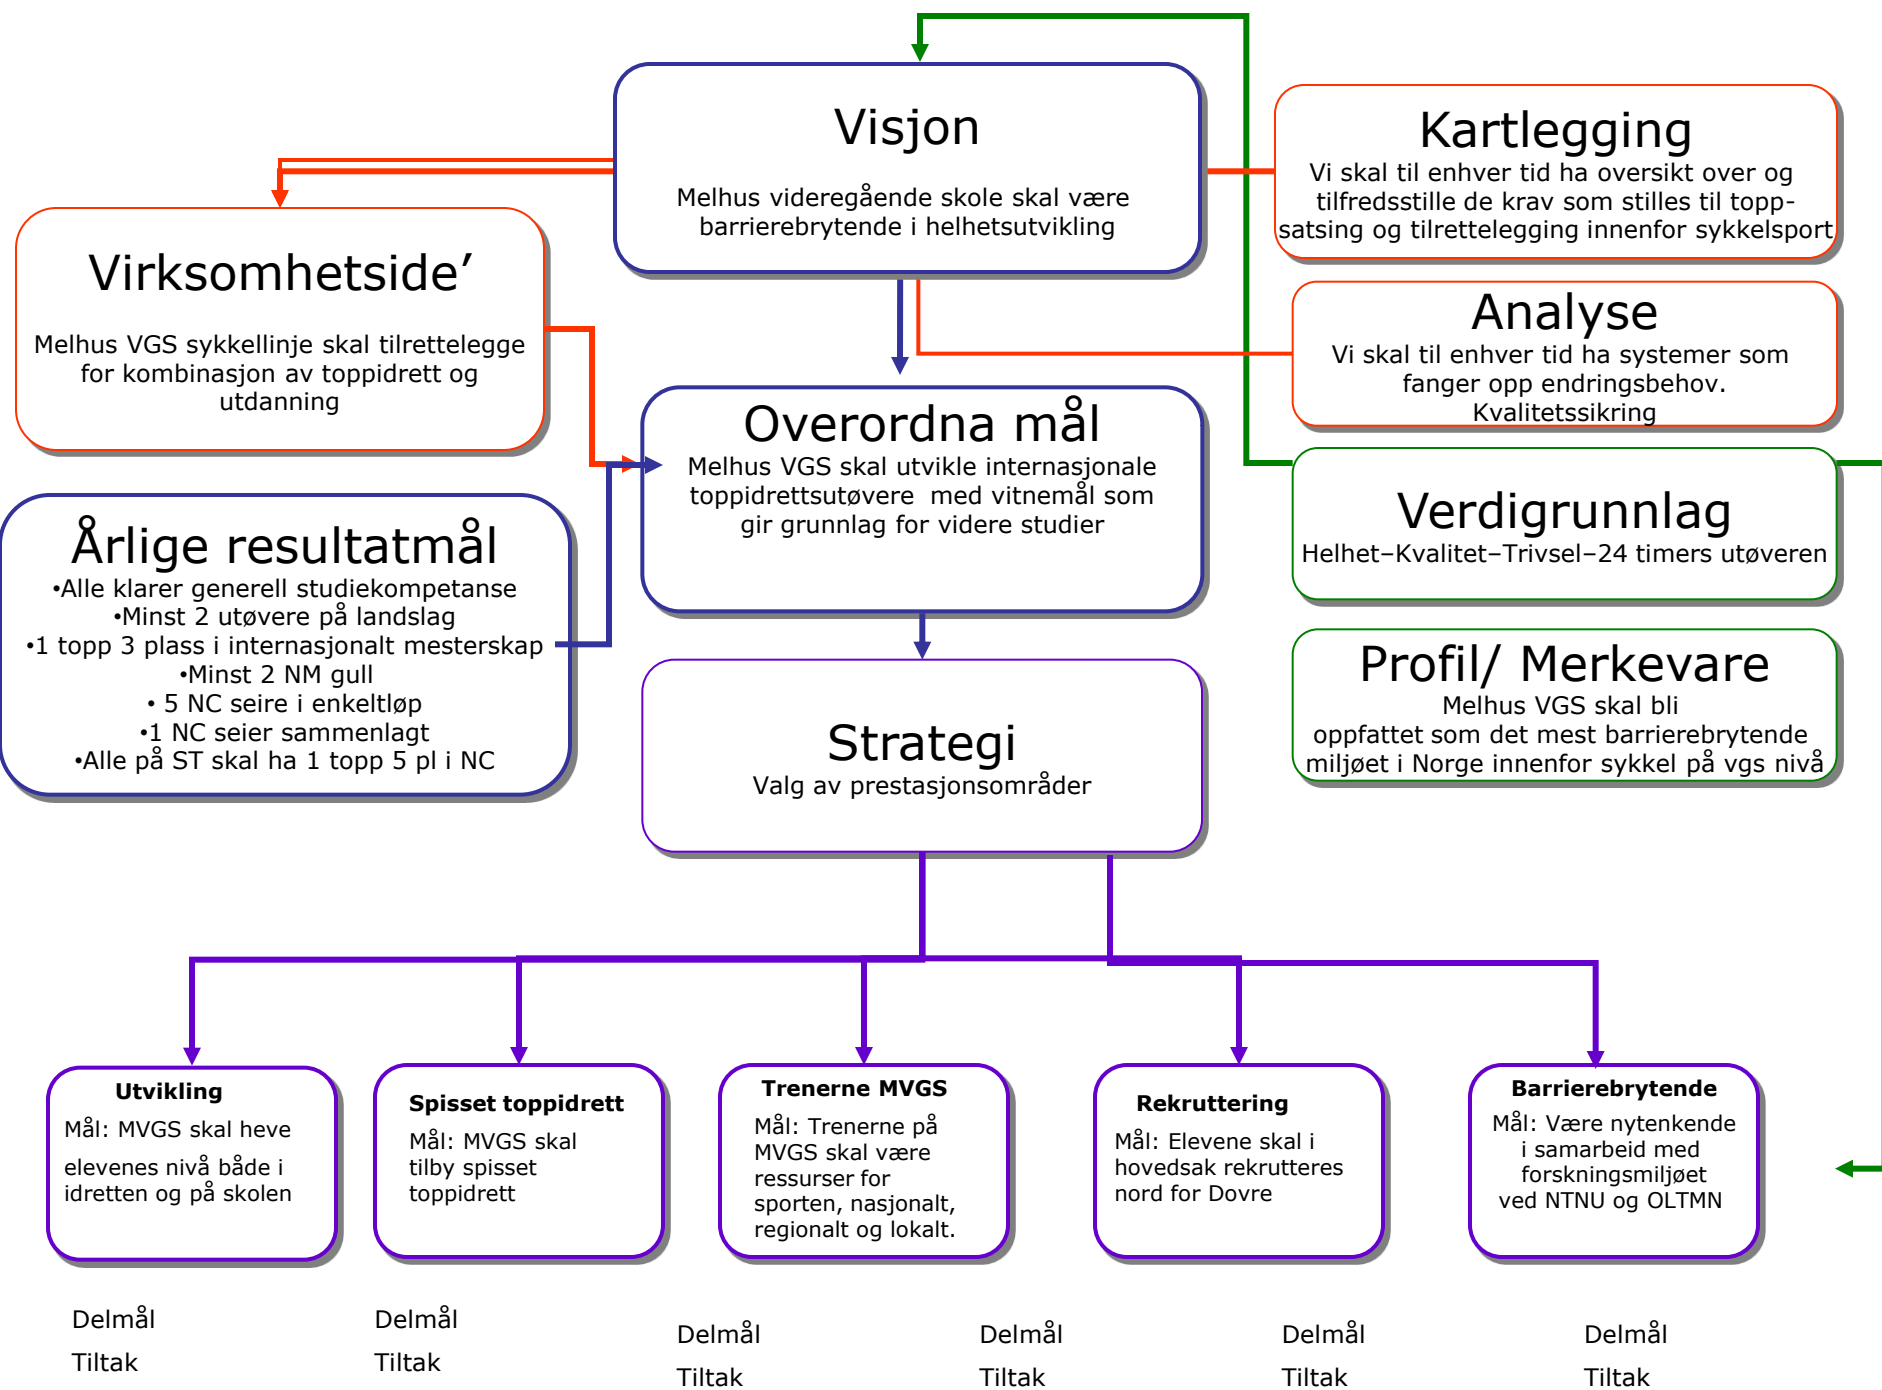 Visjon
Melhus videregående skole skal være
barrierebrytende i helhetsutvikling
Kartlegging
Vi skal til enhver tid ha oversikt over og
tilfredsstille de krav som stilles til topp-
satsing og tilrettelegging innenfor sykkelsport
Virksomhetside’
Melhus VGS sykkellinje skal tilrettelegge
for kombinasjon av toppidrett og
utdanning
Analyse
Vi skal til enhver tid ha systemer som
fanger opp endringsbehov.
Kvalitetssikring
Overordna mål
Melhus VGS skal utvikle internasjonale
toppidrettsutøvere med vitnemål som
gir grunnlag for videre studier
Verdigrunnlag
Helhet–Kvalitet–Trivsel–24 timers utøveren
Årlige resultatmål
•Alle klarer generell studiekompetanse
•Minst 2 utøvere på landslag
•1 topp 3 plass i internasjonalt mesterskap
•Minst 2 NM gull
• 5 NC seire i enkeltløp
•1 NC seier sammenlagt
•Alle på ST skal ha 1 topp 5 pl i NC
Profil/ Merkevare
Melhus VGS skal bli
oppfattet som det mest barrierebrytende
miljøet i Norge innenfor sykkel på vgs nivå
Strategi
Valg av prestasjonsområder
Utvikling
Mål: MVGS skal heve
elevenes nivå både i
idretten og på skolen
Spisset toppidrett
Mål: MVGS skal
tilby spisset
toppidrett
Trenerne MVGS
Mål: Trenerne på
MVGS skal være
ressurser for
sporten, nasjonalt,
regionalt og lokalt.
Rekruttering
Mål: Elevene skal i
hovedsak rekrutteres
nord for Dovre
Barrierebrytende
Mål: Være nytenkende
i samarbeid med
forskningsmiljøet
ved NTNU og OLTMN
Delmål
Tiltak
Delmål
Tiltak
Delmål
Tiltak
Delmål
Tiltak
Delmål
Tiltak
Delmål
Tiltak